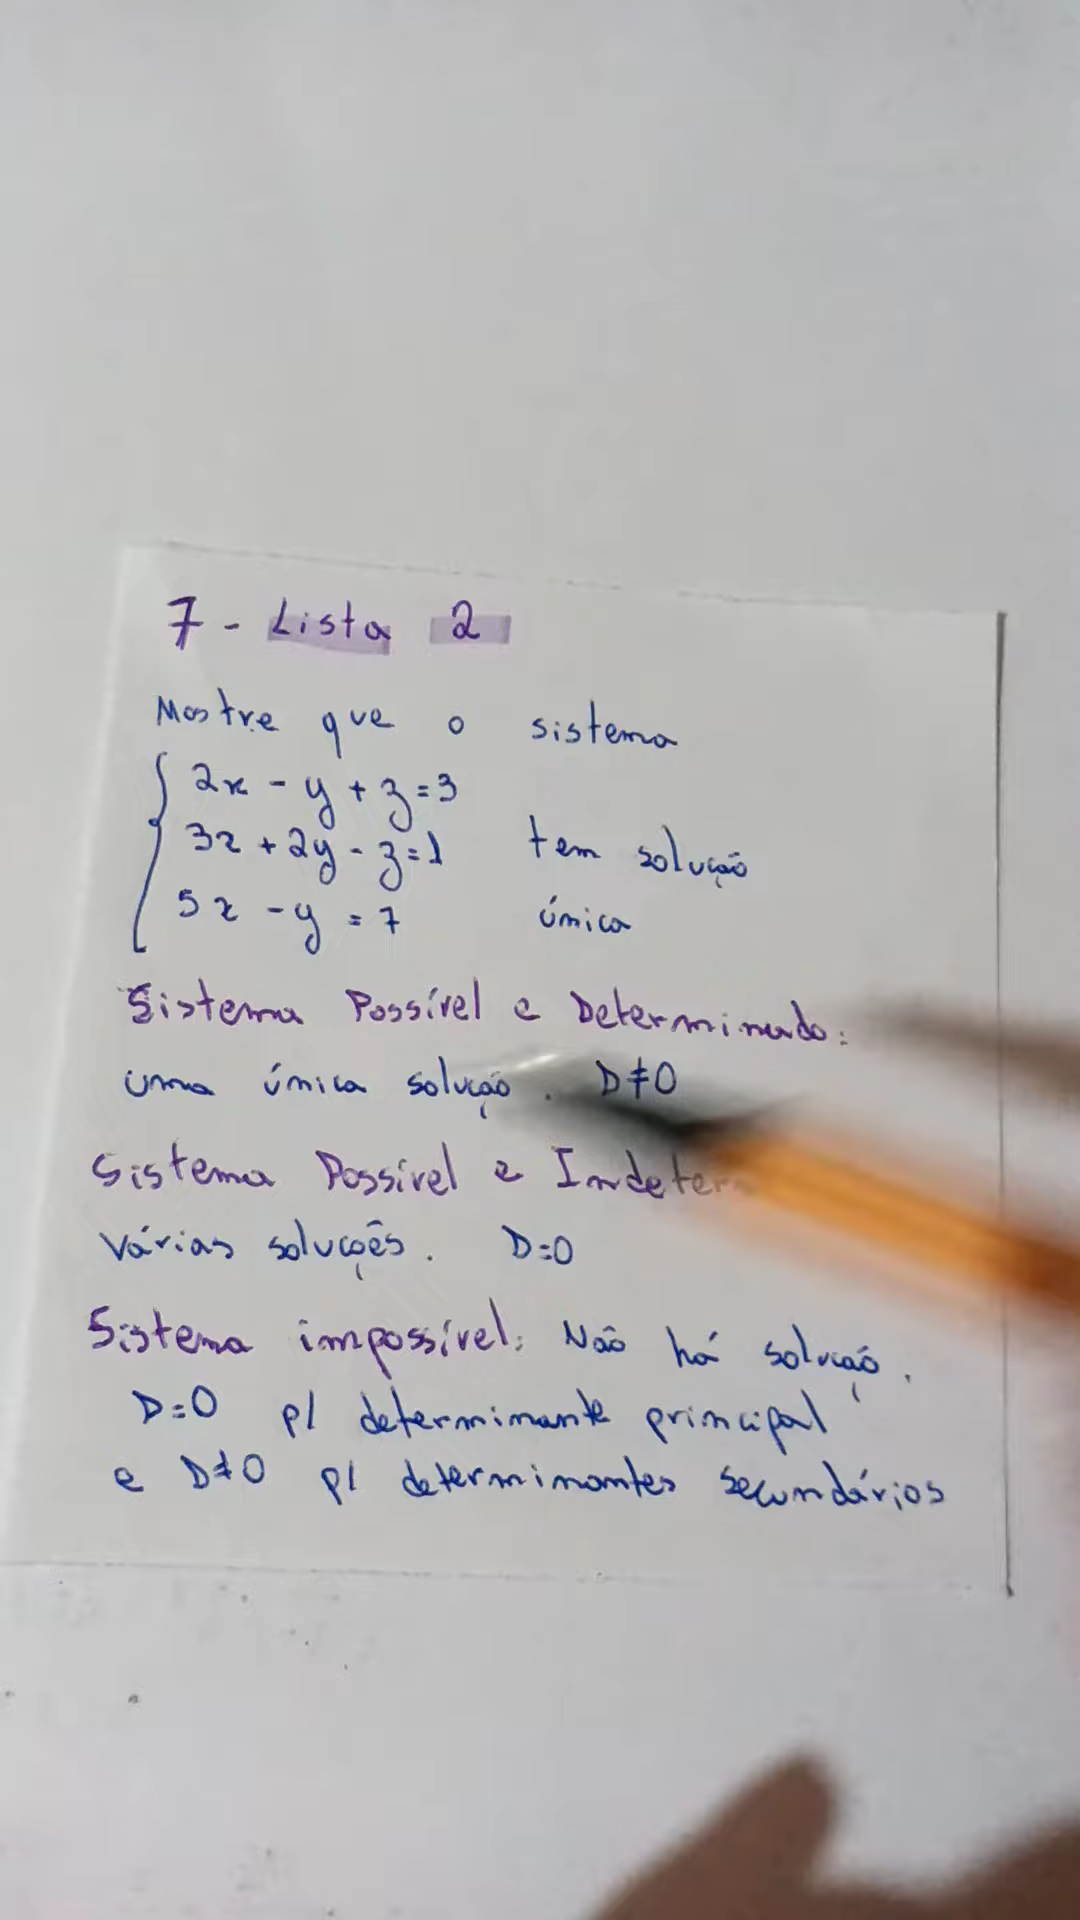 7 - Lista 2
Mostre que o sistema
2x - y + z = 3
3x + 2y - z = 1 tem solução
5x - y = 7 única
Sistema Possível e Determinado:
uma única solução. D≠0
Sistema Possível e
várias soluções. D=0
Sistema impossível: Não há solução.
D=0 p/ determinante principal
e D≠0 p/ determinantes secundários